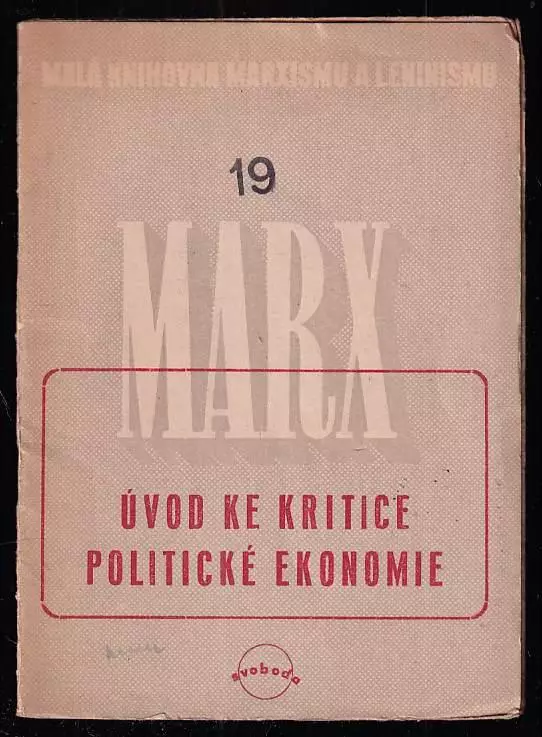 MALÁ KNIHOVNA MARXISMU A LENINISMU
19
MARX
ÚVOD KE KRITICE
POLITICKÉ EKONOMIE
svoboda